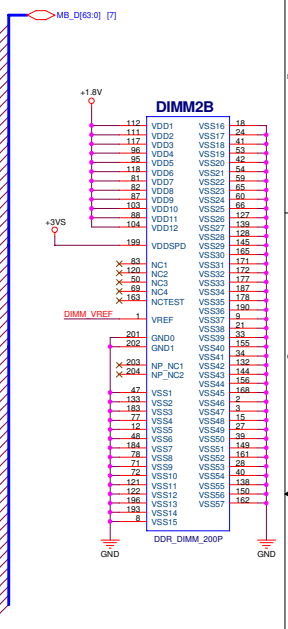 MB_D[63:0] [7]
+1.8V
DIMM2B
112 VDD1
111 VDD2
117 VDD3
96 VDD4
95 VDD5
118 VDD6
81 VDD7
82 VDD8
87 VDD9
103 VDD10
88 VDD11
104 VDD12
+3VS
199 VDDSPD
83 NC1
120 NC2
50 NC3
69 NC4
163 NCTEST
DIMM_VREF 1 VREF
201 GND0
202 GND1
203 NP_NC1
204 NP_NC2
47 VSS1
133 VSS2
183 VSS3
77 VSS4
12 VSS5
48 VSS6
184 VSS7
78 VSS8
71 VSS9
72 VSS10
121 VSS11
122 VSS12
196 VSS13
193 VSS14
8 VSS15
VSS16 18
VSS17 24
VSS18 41
VSS19 53
VSS20 42
VSS21 54
VSS22 59
VSS23 65
VSS24 60
VSS25 66
VSS26 127
VSS27 139
VSS28 128
VSS29 145
VSS30 165
VSS31 171
VSS32 172
VSS33 177
VSS34 187
VSS35 178
VSS36 190
VSS37 9
VSS38 21
VSS39 33
VSS40 155
VSS41 34
VSS42 132
VSS43 144
VSS44 156
VSS45 168
VSS46 2
VSS47 3
VSS48 15
VSS49 27
VSS50 39
VSS51 149
VSS52 161
VSS53 28
VSS54 40
VSS55 138
VSS56 150
VSS57 162
DDR_DIMM_200P
GND
GND